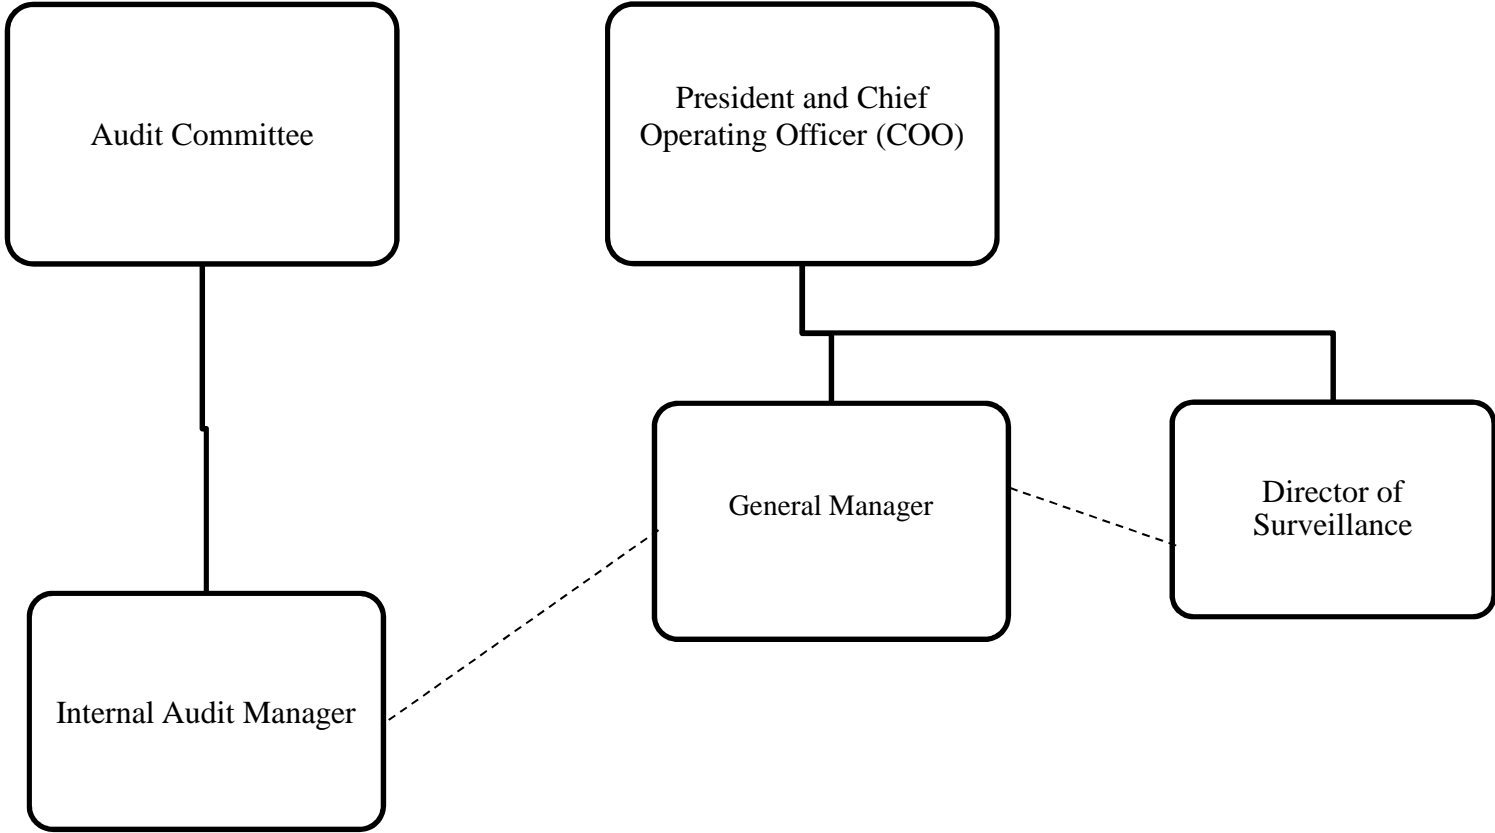 Audit Committee
President and Chief
Operating Officer (COO)
General Manager
Director of
Surveillance
Internal Audit Manager